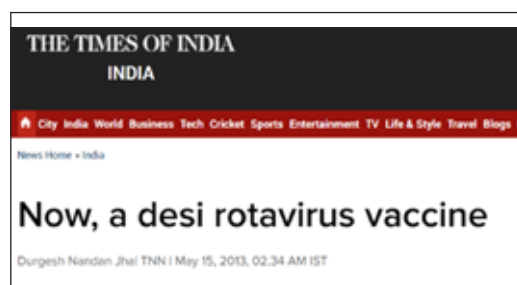 THE TIMES OF INDIA
INDIA
City India World Business Tech Cricket Sports Entertainment TV Life & Style Travel Blogs
News Home » India
Now, a desi rotavirus vaccine
Durgesh Nandan Jhal TNN | May 15, 2013, 02.34 AM IST